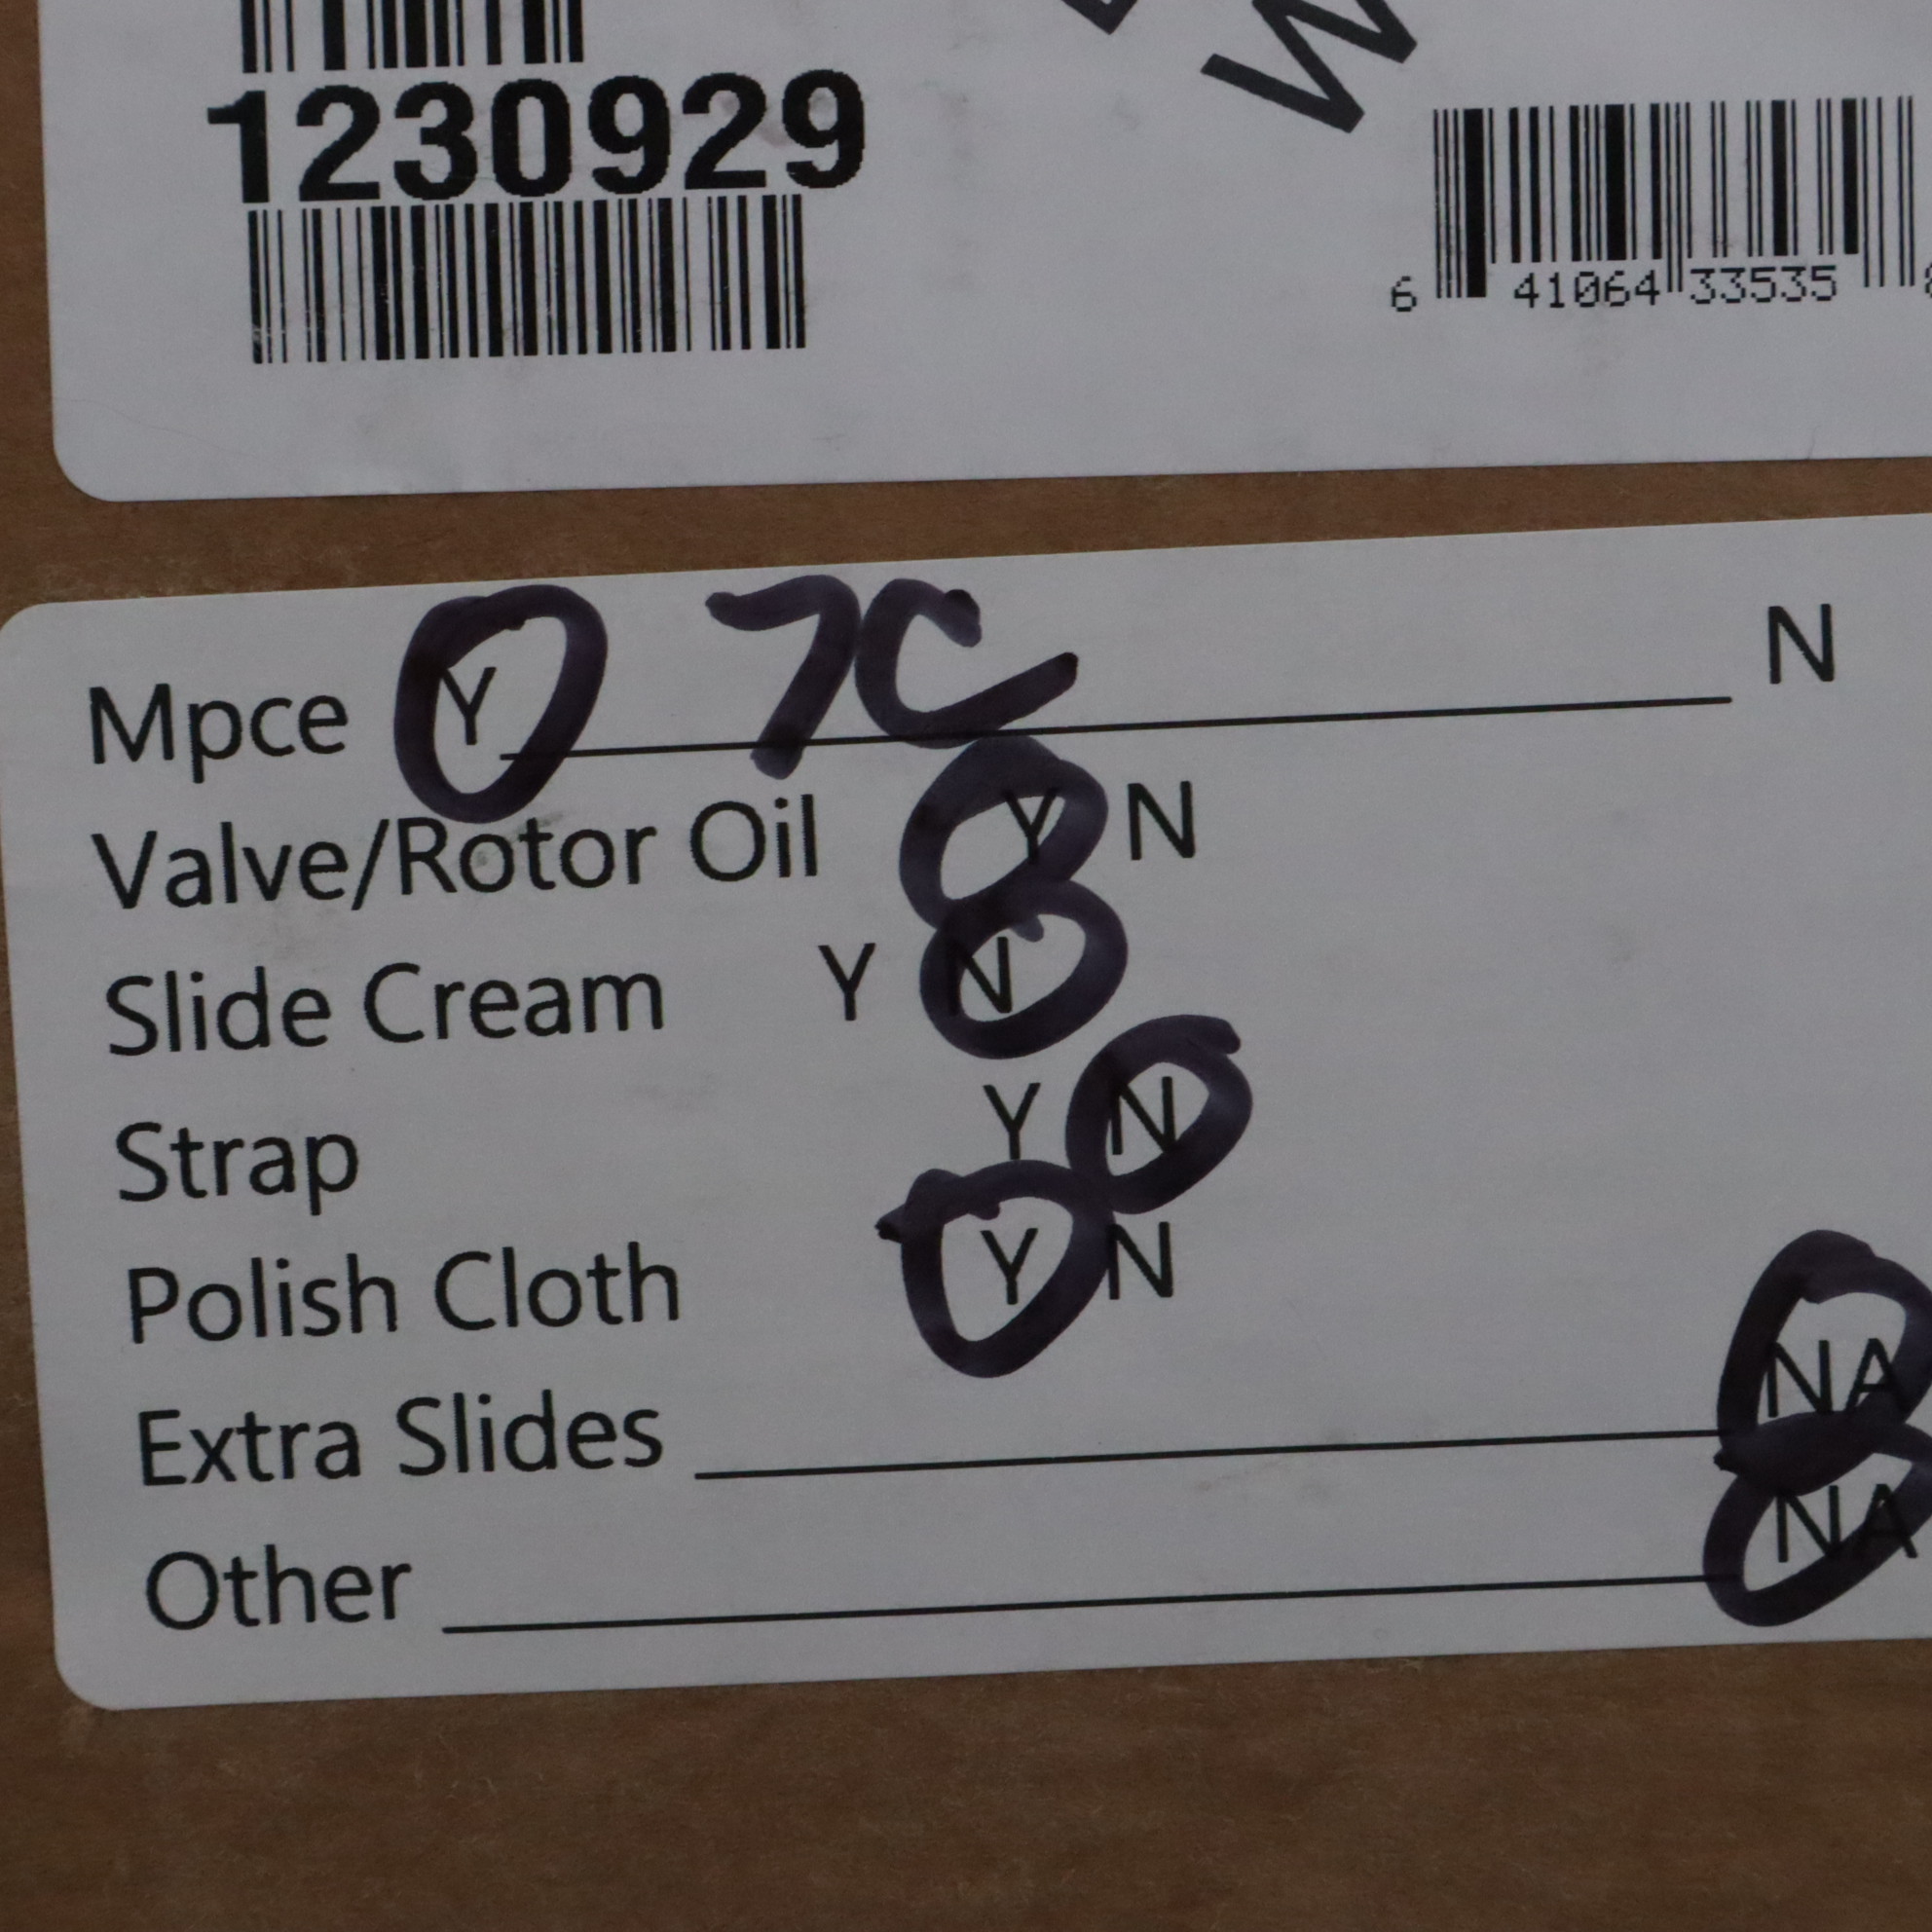 W
1230929
6 41064 33535
Mpce Y 7C N
Valve/Rotor Oil Y N
Slide Cream Y N
Strap Y N
Polish Cloth Y N
Extra Slides NA
Other NA